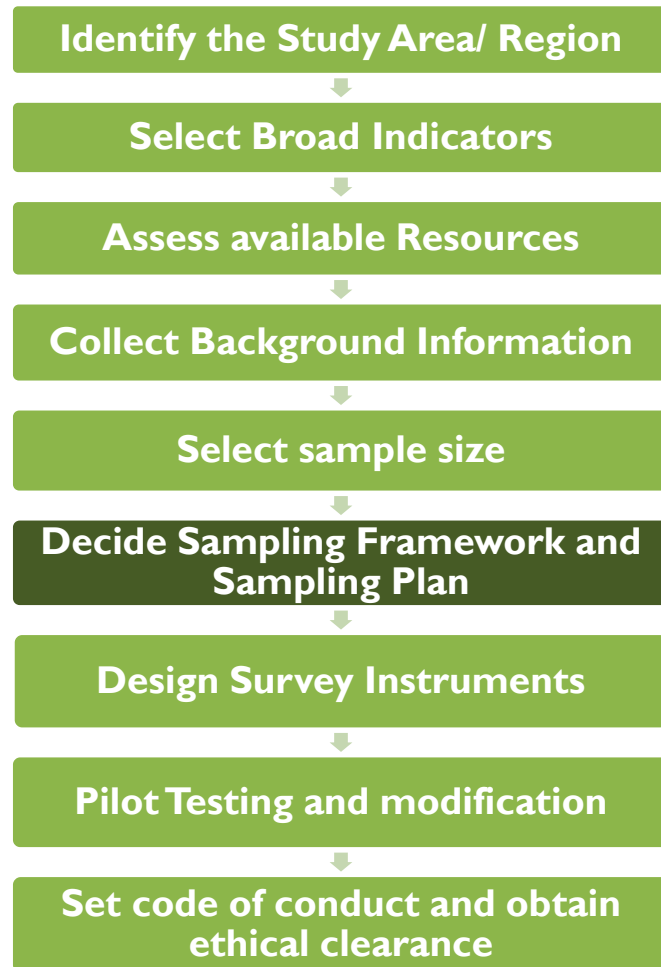 Identify the Study Area/ Region
Select Broad Indicators
Assess available Resources
Collect Background Information
Select sample size
Decide Sampling Framework and
Sampling Plan
Design Survey Instruments
Pilot Testing and modification
Set code of conduct and obtain
ethical clearance